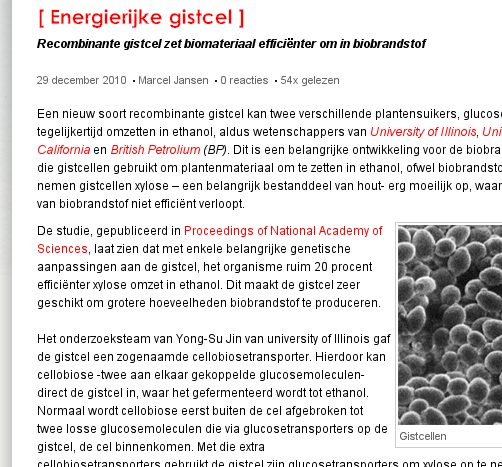 [ Energierijke gistcel ]
Recombinante gistcel zet biomateriaal efficiënter om in biobrandstof
29 december 2010 • Marcel Jansen • 0 reacties • 54x gelezen
Een nieuw soort recombinante gistcel kan twee verschillende plantensuikers, glucose
tegelijkertijd omzetten in ethanol, aldus wetenschappers van University of Illinois, Uni
California en British Petrolium (BP). Dit is een belangrijke ontwikkeling voor de biobra
die gistcellen gebruikt om plantenmateriaal om te zetten in ethanol, ofwel biobrandsto
nemen gistcellen xylose – een belangrijk bestanddeel van hout- erg moeilijk op, waar
van biobrandstof niet efficiënt verloopt.
De studie, gepubliceerd in Proceedings of National Academy of
Sciences, laat zien dat met enkele belangrijke genetische
aanpassingen aan de gistcel, het organisme ruim 20 procent
efficiënter xylose omzet in ethanol. Dit maakt de gistcel zeer
geschikt om grotere hoeveelheden biobrandstof te produceren.
Het onderzoeksteam van Yong-Su Jin van university of Illinois gaf
de gistcel een zogenaamde cellobiosetransporter. Hierdoor kan
cellobiose -twee aan elkaar gekoppelde glucosemoleculen-
direct de gistcel in, waar het gefermenteerd wordt tot ethanol.
Normaal wordt cellobiose eerst buiten de cel afgebroken tot
twee losse glucosemoleculen die via glucosetransporters op de
gistcel, de cel binnenkomen. Met die extra
cellobiosetransporters gebruikt de gistcel zijn glucosetransporters om xylose op te ne
Gistcellen